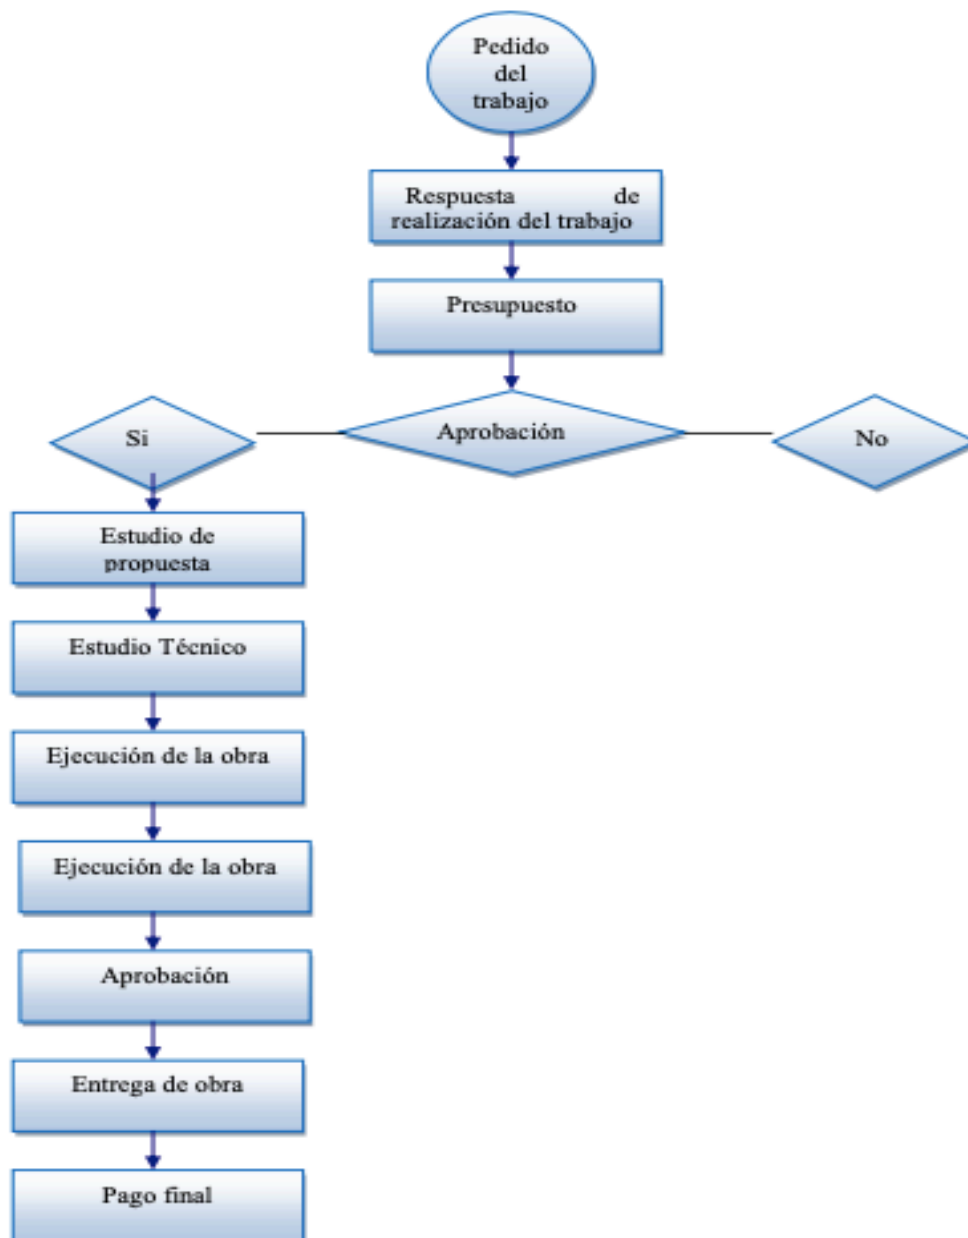 Pedido
del
trabajo
Respuesta de
realización del trabajo
Presupuesto
Si
Aprobación
No
Estudio de
propuesta
Estudio Técnico
Ejecución de la obra
Ejecución de la obra
Aprobación
Entrega de obra
Pago final